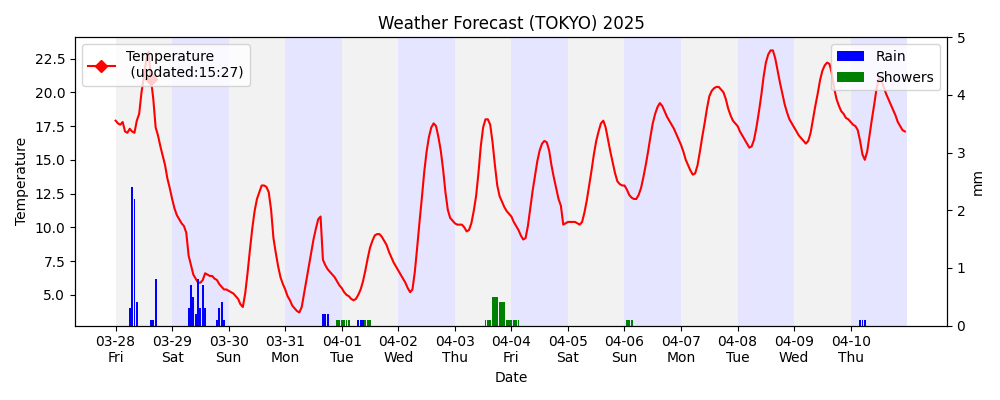 Weather Forecast (TOKYO) 2025
Temperature
(updated:15:27)
Rain
Showers
22.5
20.0
17.5
15.0
12.5
10.0
7.5
5.0
Temperature
5
4
3
2
1
0
mm
03-28 03-29 03-30 03-31 04-01 04-02 04-03 04-04 04-05 04-06 04-07 04-08 04-09 04-10
Fri Sat Sun Mon Tue Wed Thu Fri Sat Sun Mon Tue Wed Thu
Date